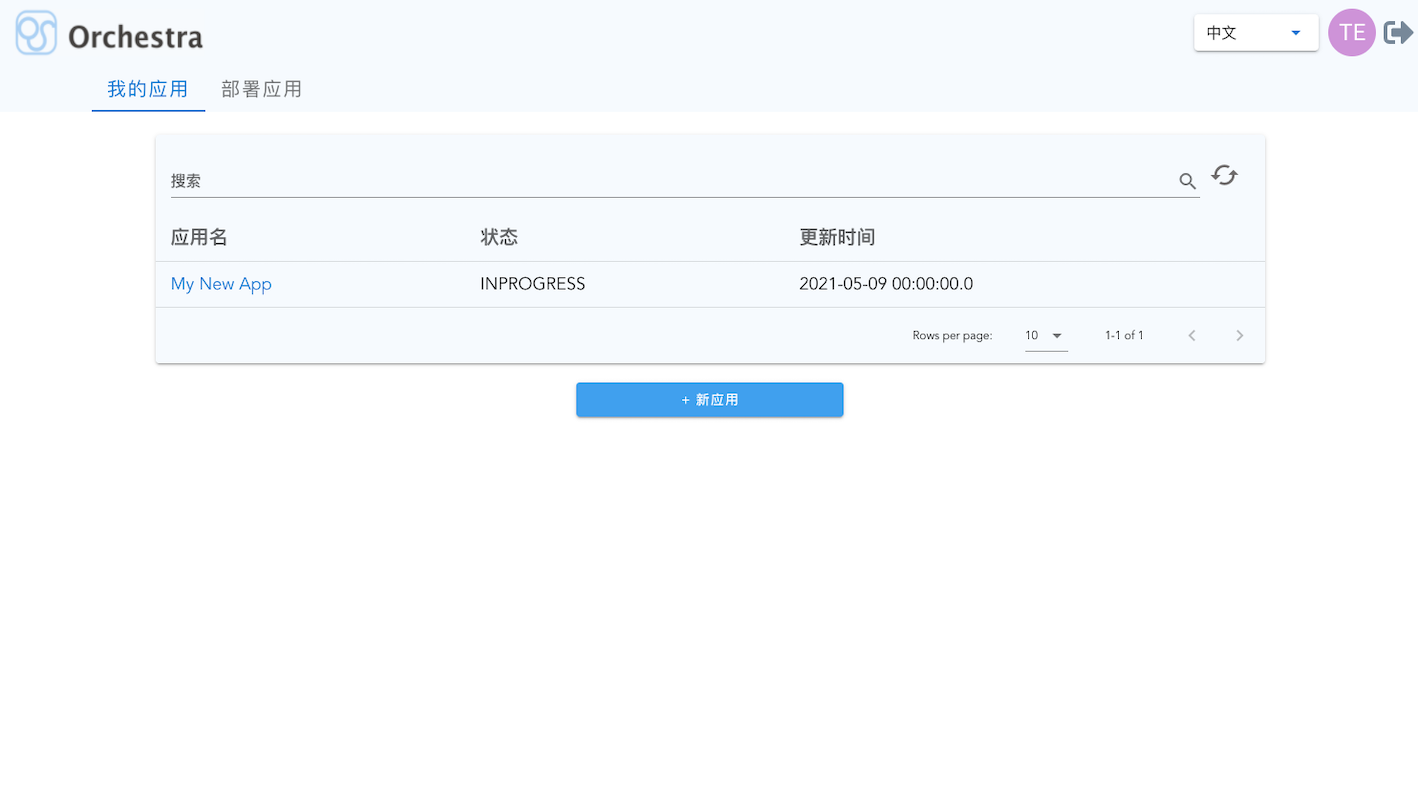 Orchestra
中文
TE
我的应用 部署应用
搜索
应用名 状态 更新时间
My New App INPROGRESS 2021-05-09 00:00:00.0
Rows per page: 10 1-1 of 1
+ 新应用